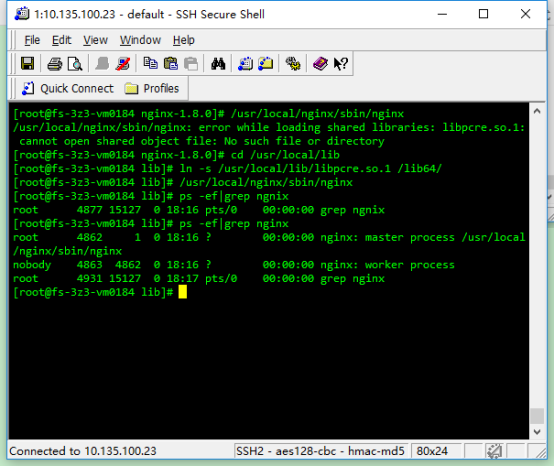 1:10.135.100.23 - default - SSH Secure Shell
File Edit View Window Help
Quick Connect Profiles
[root@fs-3z3-vm0184 nginx-1.8.0]# /usr/local/nginx/sbin/nginx
/usr/local/nginx/sbin/nginx: error while loading shared libraries: libpcre.so.1:
cannot open shared object file: No such file or directory
[root@fs-3z3-vm0184 nginx-1.8.0]# cd /usr/local/lib
[root@fs-3z3-vm0184 lib]# ln -s /usr/local/lib/libpcre.so.1 /lib64/
[root@fs-3z3-vm0184 lib]# /usr/local/nginx/sbin/nginx
[root@fs-3z3-vm0184 lib]# ps -ef|grep ngnix
root 4877 15127 0 18:16 pts/0 00:00:00 grep ngnix
[root@fs-3z3-vm0184 lib]# ps -ef|grep nginx
root 4862 1 0 18:16 ? 00:00:00 nginx: master process /usr/local
/nginx/sbin/nginx
nobody 4863 4862 0 18:16 ? 00:00:00 nginx: worker process
root 4931 15127 0 18:17 pts/0 00:00:00 grep nginx
[root@fs-3z3-vm0184 lib]#
Connected to 10.135.100.23 SSH2 - aes128-cbc - hmac-md5 80x24